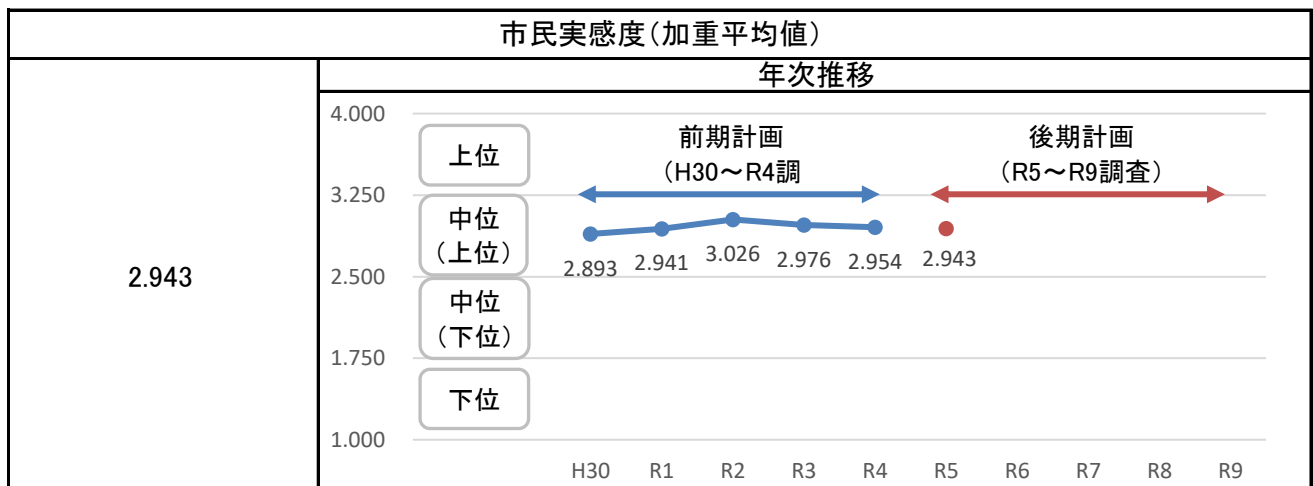 市民実感度(加重平均値)
年次推移
2.943
4.000
3.250
2.500
1.750
1.000
上位
中位
(上位)
中位
(下位)
下位
前期計画
(H30~R4調
後期計画
(R5~R9調査)
2.893 2.941 3.026 2.976 2.954 2.943
H30 R1 R2 R3 R4 R5 R6 R7 R8 R9